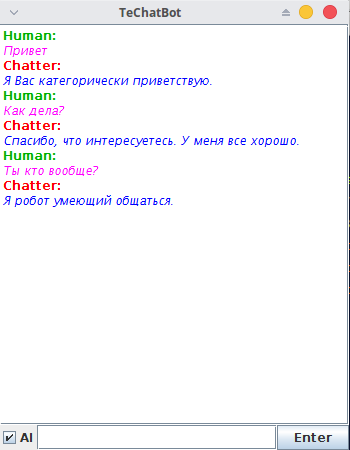 TeChatBot
Human:
Привет
Chatter:
Я Вас категорически приветствую.
Human:
Как дела?
Chatter:
Спасибо, что интересуетесь. У меня все хорошо.
Human:
Ты кто вообще?
Chatter:
Я робот умеющий общаться.
AI
Enter